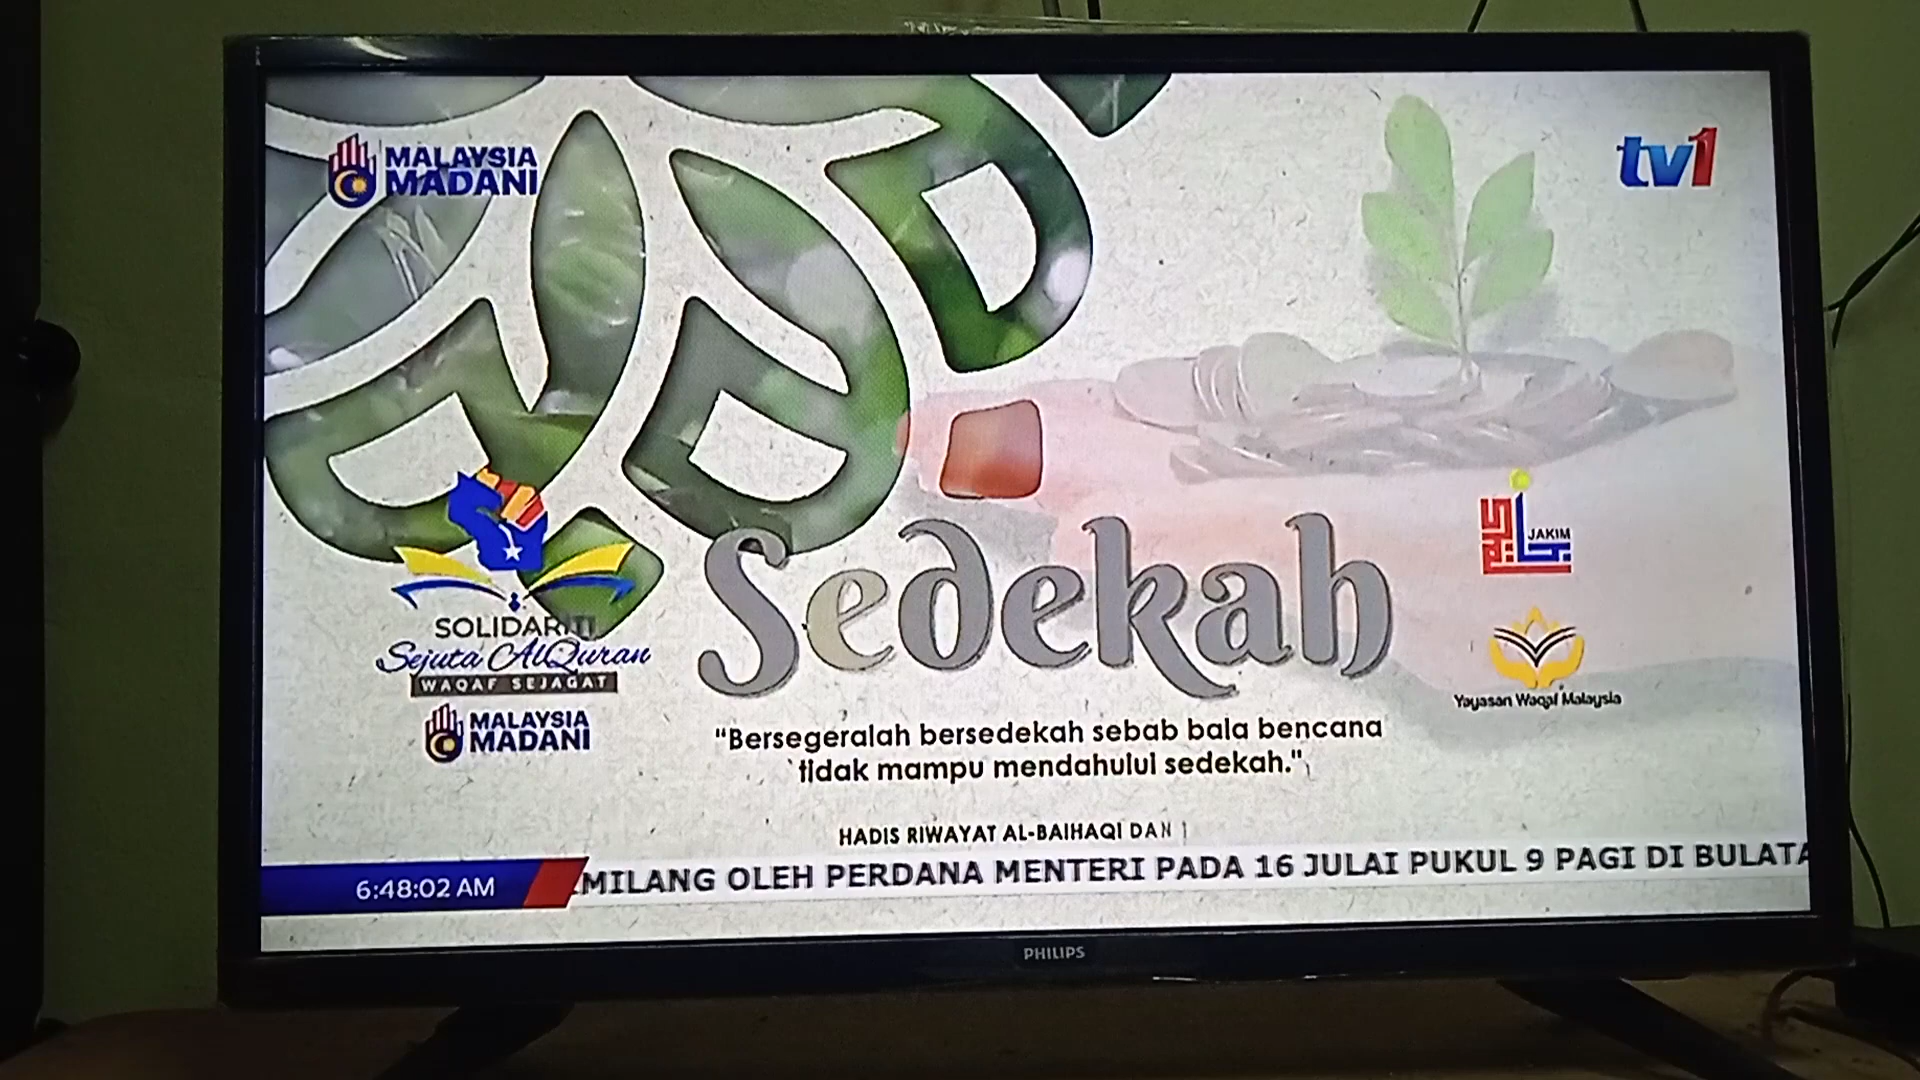 MALAYSIA
MADANI
tv1
JAKIM
Sedekah
SOLIDARITI
Sejuta AlQuran
WAQAF SEJAGAT
MALAYSIA
MADANI
Yayasan Waqaf Malaysia
"Bersegeralah bersedekah sebab bala bencana
tidak mampu mendahului sedekah."
HADIS RIWAYAT AL-BAIHAQI DAN
6:48:02 AM
EMILANG OLEH PERDANA MENTERI PADA 16 JULAI PUKUL 9 PAGI DI BULATA
PHILIPS